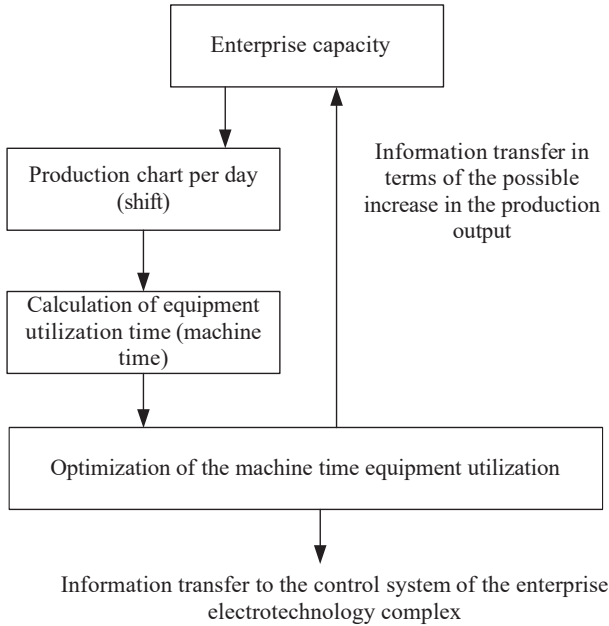 Enterprise capacity
Production chart per day
(shift)
Information transfer in
terms of the possible
increase in the production
output
Calculation of equipment
utilization time (machine
time)
Optimization of the machine time equipment utilization
Information transfer to the control system of the enterprise
electrotechnology complex